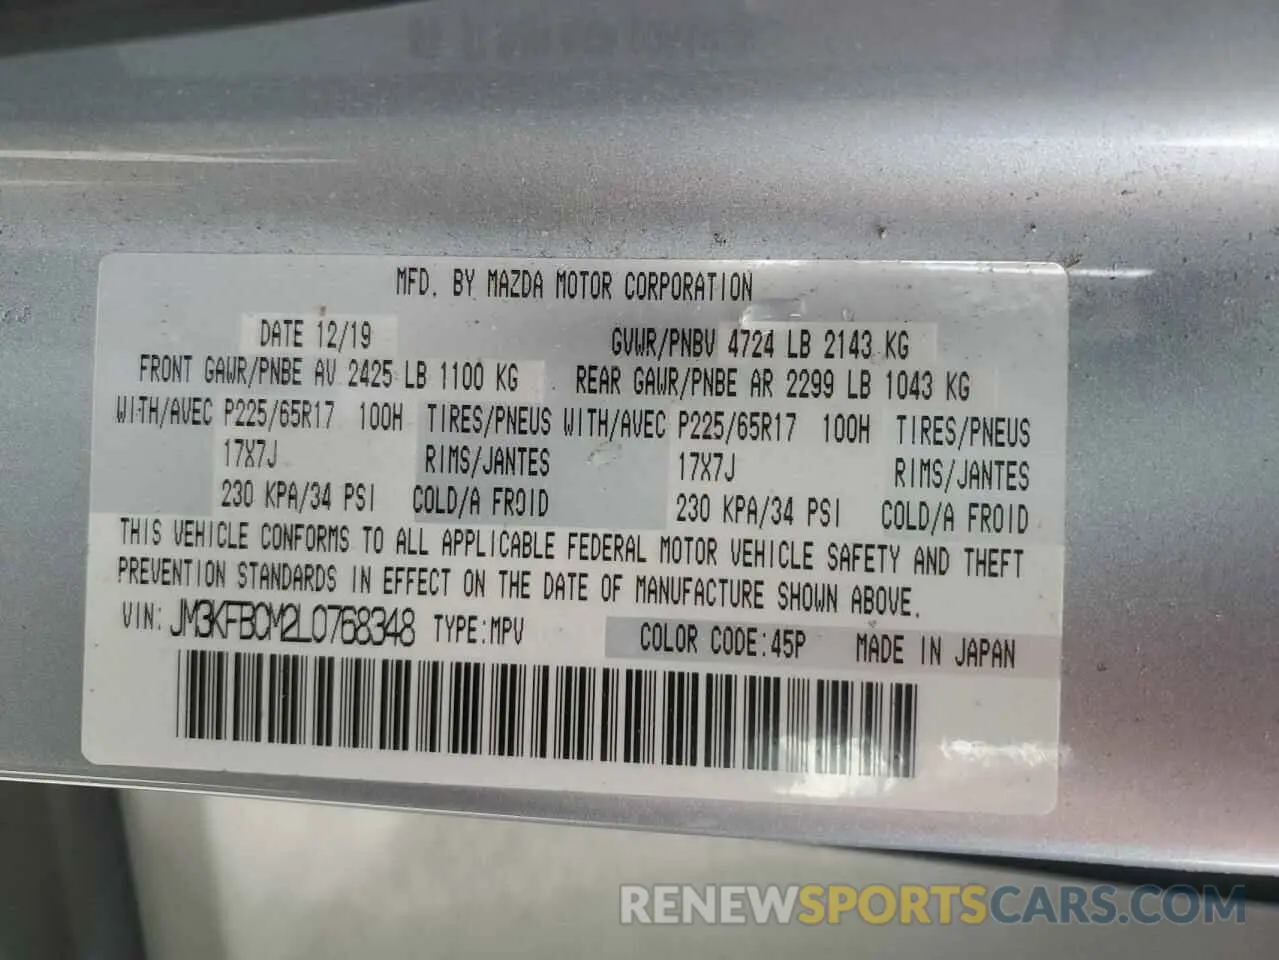 MFD. BY MAZDA MOTOR CORPORATION
DATE 12/19 GVWR/PNBV 4724 LB 2143 KG
FRONT GAWR/PNBE AV 2425 LB 1100 KG REAR GAWR/PNBE AR 2299 LB 1043 KG
WITH/AVEC P225/65R17 100H TIRES/PNEUS WITH/AVEC P225/65R17 100H TIRES/PNEUS
17X7J RIMS/JANTES 17X7J RIMS/JANTES
230 KPA/34 PSI COLD/A FROID 230 KPA/34 PSI COLD/A FROID
THIS VEHICLE CONFORMS TO ALL APPLICABLE FEDERAL MOTOR VEHICLE SAFETY AND THEFT
PREVENTION STANDARDS IN EFFECT ON THE DATE OF MANUFACTURE SHOWN ABOVE.
VIN: JM3KFBCM2L0768348 TYPE:MPV COLOR CODE:45P MADE IN JAPAN
RENEWSPORTSCARS.COM